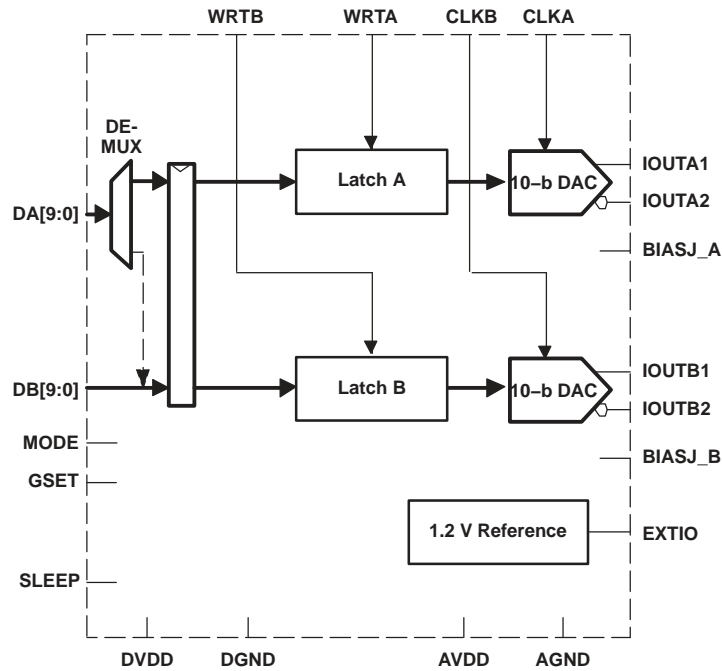 WRTB
WRTA
CLKB
CLKA
DE-
MUX
DA[9:0]
Latch A
10–b DAC
IOUTA1
IOUTA2
BIASJ_A
DB[9:0]
Latch B
10–b DAC
IOUTB1
IOUTB2
MODE
BIASJ_B
GSET
1.2 V Reference
EXTIO
SLEEP
DVDD
DGND
AVDD
AGND